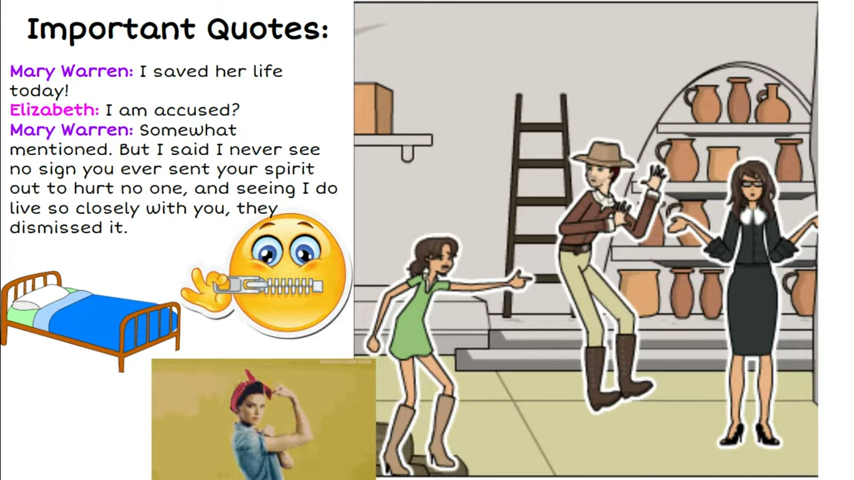 Important Quotes:
Mary Warren: I saved her life
today!
Elizabeth: I am accused?
Mary Warren: Somewhat
mentioned. But I said I never see
no sign you ever sent your spirit
out to hurt no one, and seeing I do
live so closely with you, they
dismissed it.